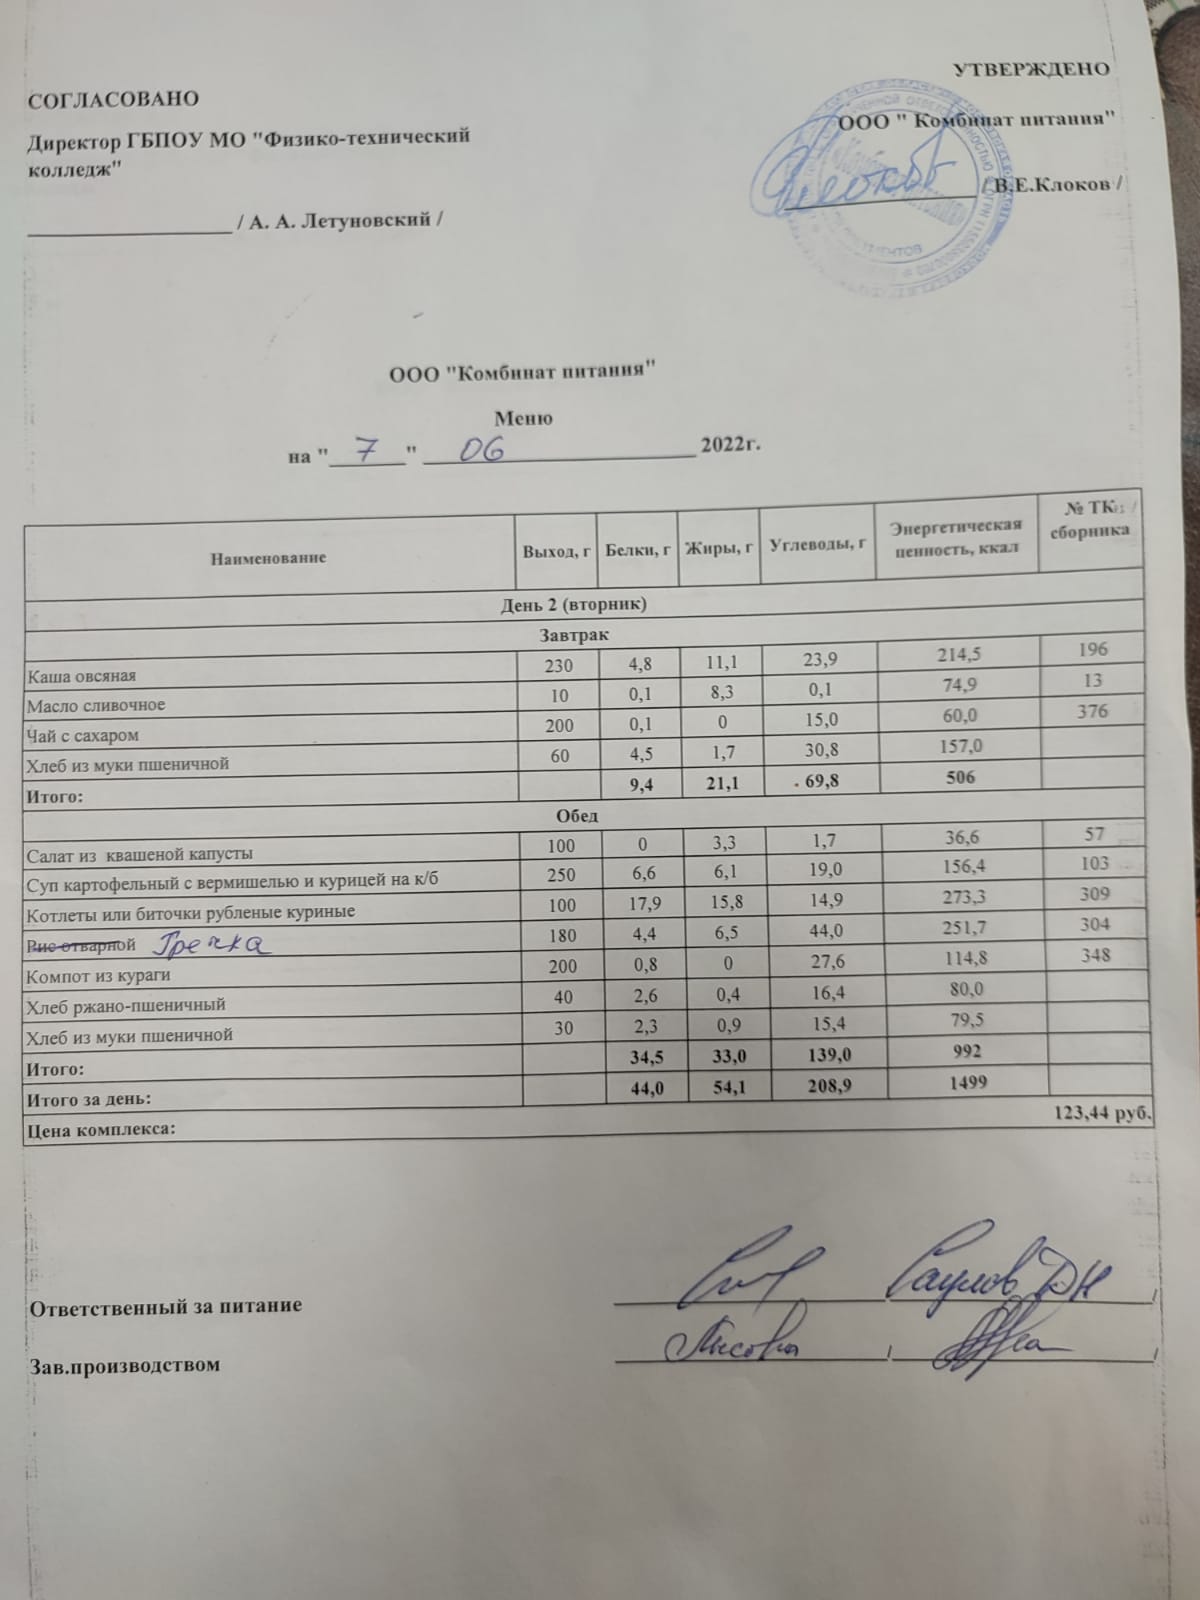 СОГЛАСОВАНО
Директор ГБПОУ МО "Физико-технический
колледж"
/ А. А. Летуновский /
УТВЕРЖДЕНО
ООО " Комбинат питания"
/ В.Е.Клоков /
ООО "Комбинат питания"
Меню
на " 7 " 06 2022г.
Наименование Выход, г Белки, г Жиры, г Углеводы, г Энергетическая ценность, ккал № ТК / сборника
День 2 (вторник)
Завтрак
Каша овсяная 230 4,8 11,1 23,9 214,5 196
Масло сливочное 10 0,1 8,3 0,1 74,9 13
Чай с сахаром 200 0,1 0 15,0 60,0 376
Хлеб из муки пшеничной 60 4,5 1,7 30,8 157,0
Итого: 9,4 21,1 69,8 506
Обед
Салат из квашеной капусты 100 0 3,3 1,7 36,6 57
Суп картофельный с вермишелью и курицей на к/б 250 6,6 6,1 19,0 156,4 103
Котлеты или биточки рубленые куриные 100 17,9 15,8 14,9 273,3 309
Рис отварной Гречка 180 4,4 6,5 44,0 251,7 304
Компот из кураги 200 0,8 0 27,6 114,8 348
Хлеб ржано-пшеничный 40 2,6 0,4 16,4 80,0
Хлеб из муки пшеничной 30 2,3 0,9 15,4 79,5
Итого: 34,5 33,0 139,0 992
Итого за день: 44,0 54,1 208,9 1499
Цена комплекса: 123,44 руб.
Ответственный за питание Саулов ДН /
Зав.производством / /